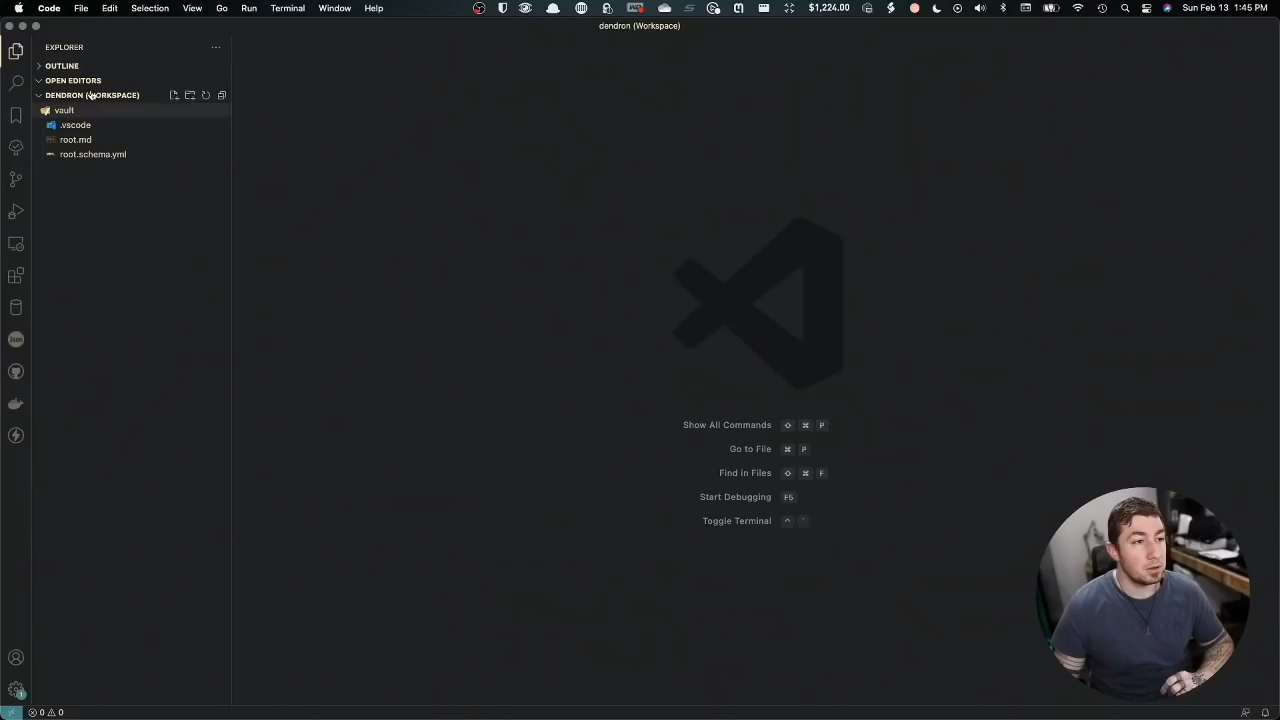 Code File Edit Selection View Go Run Terminal Window Help $1,224.00 Sun Feb 13 1:45 PM
dendron (Workspace)
EXPLORER
OUTLINE
OPEN EDITORS
DENDRON (WORKSPACE)
vault
.vscode
root.md
root.schema.yml
Show All Commands ⇧ ⌘ P
Go to File ⌘ P
Find in Files ⇧ ⌘ F
Start Debugging F5
Toggle Terminal ^ `
Json
1
0 0